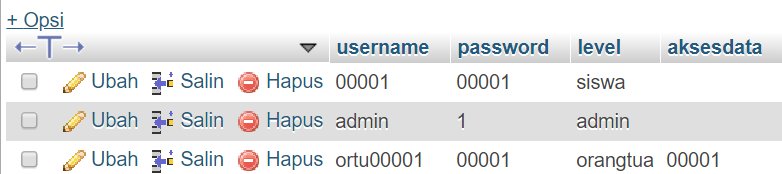 + Opsi
←T→ username password level aksesdata
Ubah Salin Hapus 00001 00001 siswa
Ubah Salin Hapus admin 1 admin
Ubah Salin Hapus ortu00001 00001 orangtua 00001